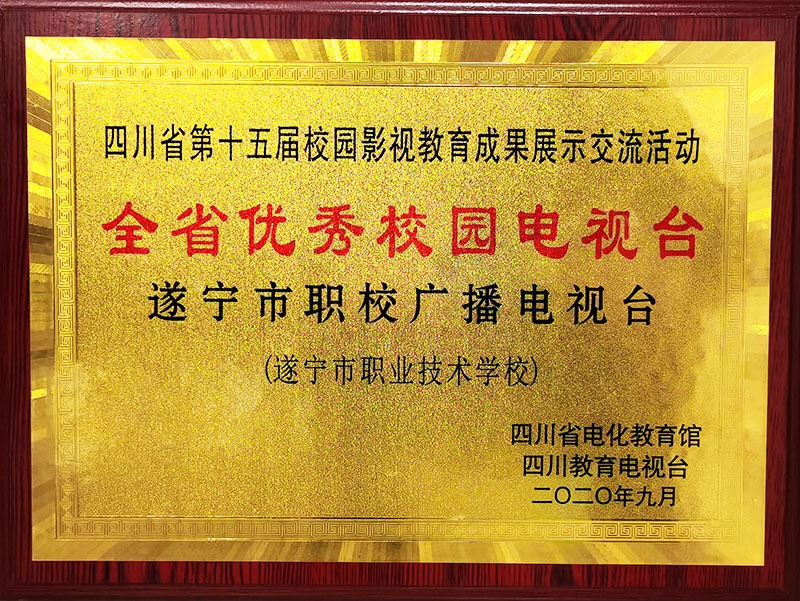 四川省第十五届校园影视教育成果展示交流活动
全省优秀校园电视台
遂宁市职校广播电视台
(遂宁市职业技术学校)
四川省电化教育馆
四川教育电视台
二〇二〇年九月